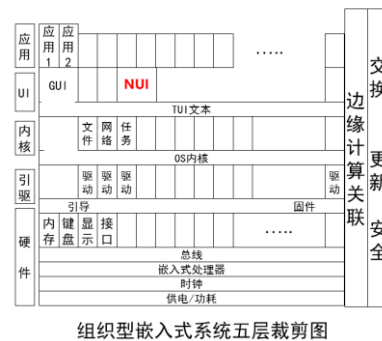 应用
应用1
应用2
.....
UI
GUI
NUI
TUI文本
内核
文件
网络
任务
OS内核
引驱
驱动
驱动
驱动
驱动
引导
固件
硬件
内存
键盘
显示
接口
.....
总线
嵌入式处理器
时钟
供电/功耗
边缘计算关联
交换
更新
安全
组织型嵌入式系统五层裁剪图